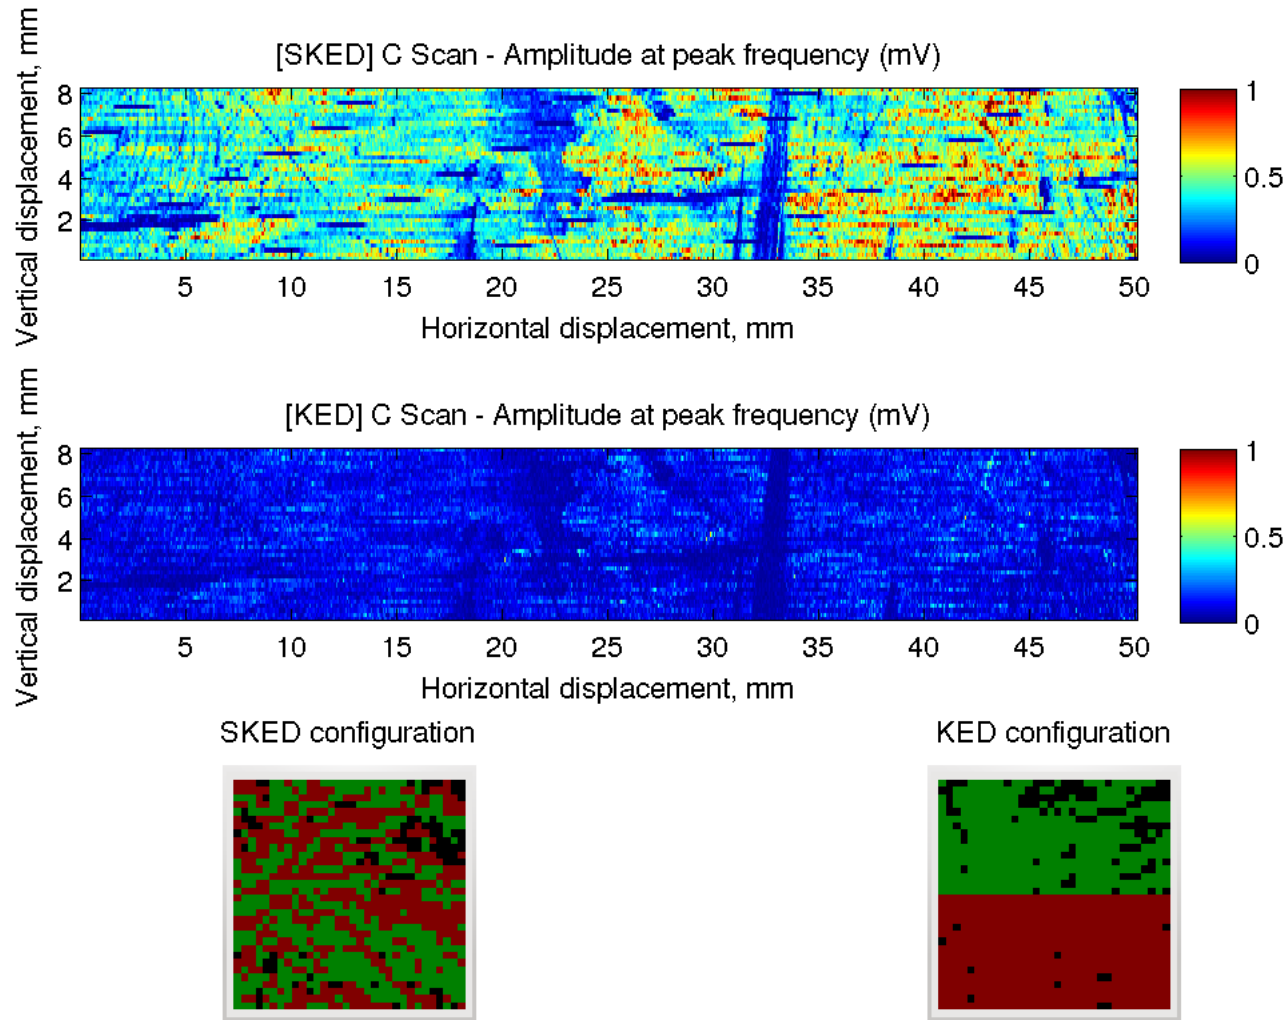 [SKED] C Scan - Amplitude at peak frequency (mV)
Vertical displacement, mm
8
6
4
2
5 10 15 20 25 30 35 40 45 50
Horizontal displacement, mm
1
0.5
0
[KED] C Scan - Amplitude at peak frequency (mV)
Vertical displacement, mm
8
6
4
2
5 10 15 20 25 30 35 40 45 50
Horizontal displacement, mm
1
0.5
0
SKED configuration
KED configuration